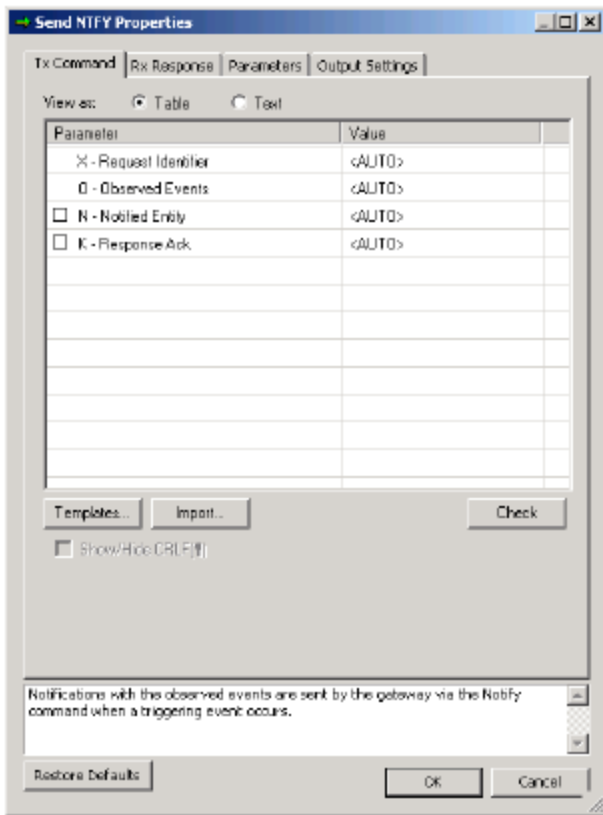 Send NTFY Properties
Tx Command Rx Response Parameters Output Settings
View as: Table Text
Parameter Value
X - Request Identifier <AUTO>
O - Observed Events <AUTO>
N - Notified Entity <AUTO>
K - Response Ack <AUTO>
Templates... Import... Check
Show/Hide CRLF(¶)
Notifications with the observed events are sent by the gateway via the Notify
command when a triggering event occurs.
Restore Defaults OK Cancel